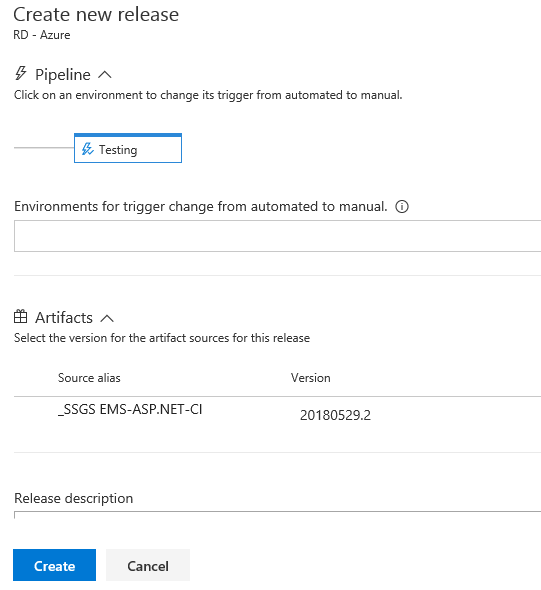 Create new release
RD - Azure
Pipeline
Click on an environment to change its trigger from automated to manual.
Testing
Environments for trigger change from automated to manual.
Artifacts
Select the version for the artifact sources for this release
Source alias Version
_SSGS EMS-ASP.NET-CI 20180529.2
Release description
Create Cancel